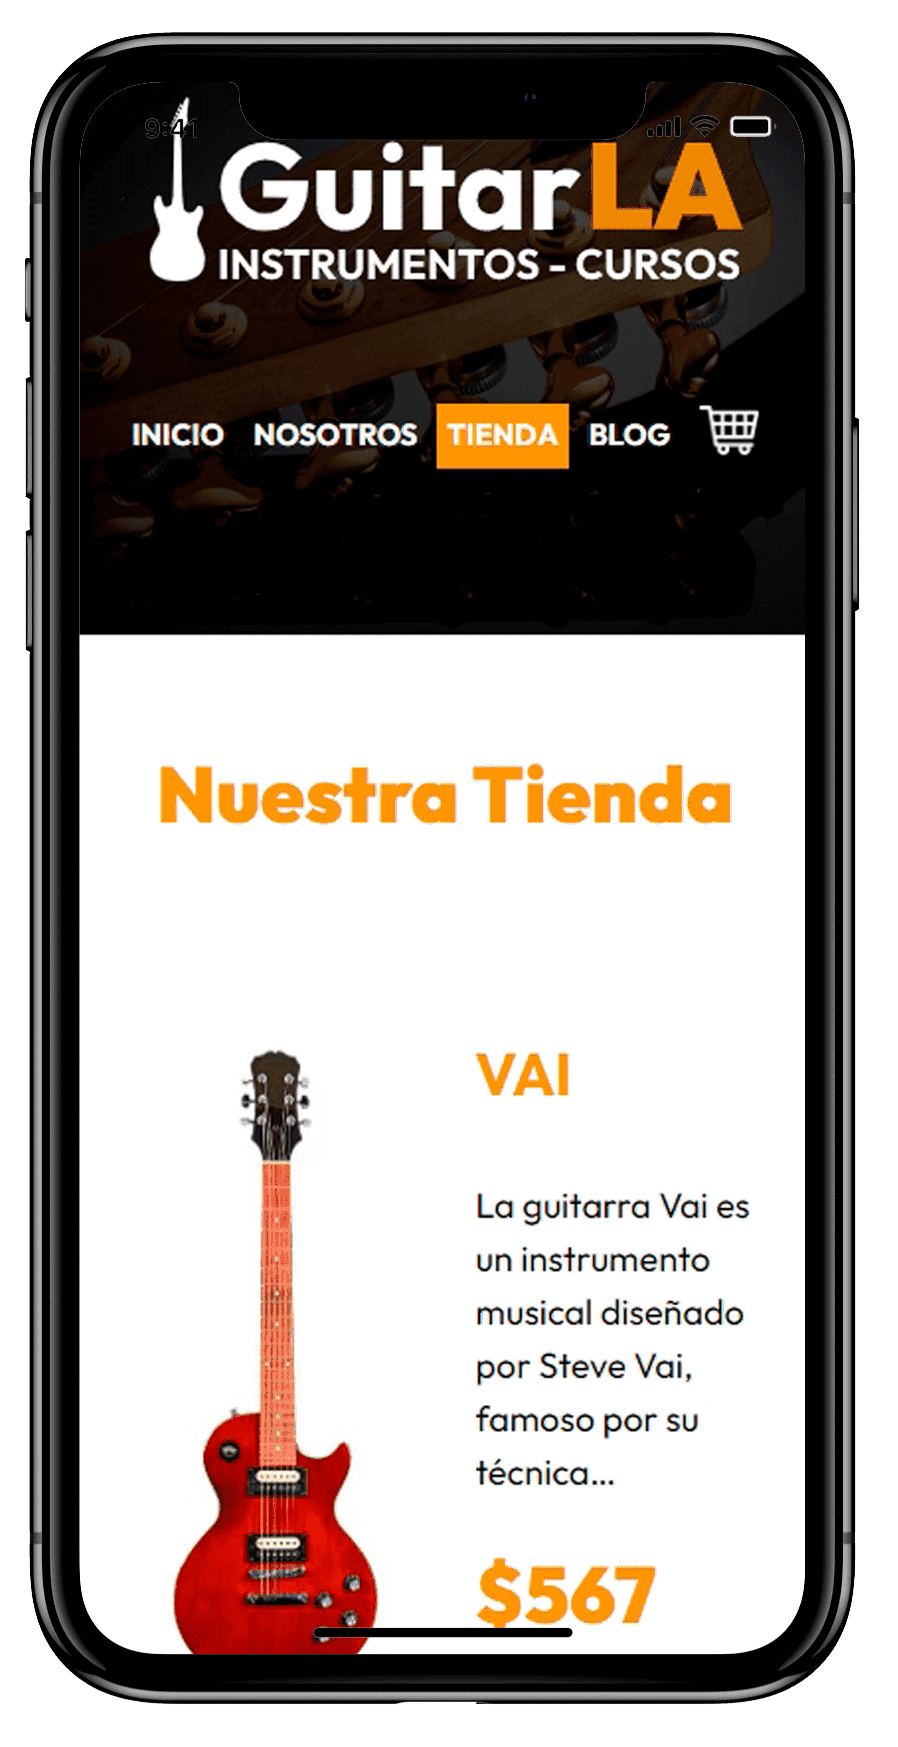 9:41
GuitarLA
INSTRUMENTOS - CURSOS
INICIO NOSOTROS TIENDA BLOG
Nuestra Tienda
VAI
La guitarra Vai es
un instrumento
musical diseñado
por Steve Vai,
famoso por su
técnica...
$567